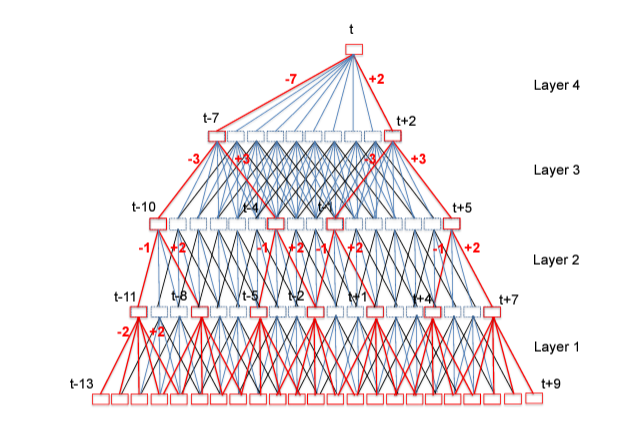 t
-7 +2
Layer 4
t-7 t+2
-3 +3 -3 +3
Layer 3
t-10 t-4 t-1 t+5
-1 +2 -1 +2 -1 +2 -1 +2
Layer 2
t-11 t-8 t-5 t-2 t+1 t+4 t+7
-2 +2
Layer 1
t-13 t+9